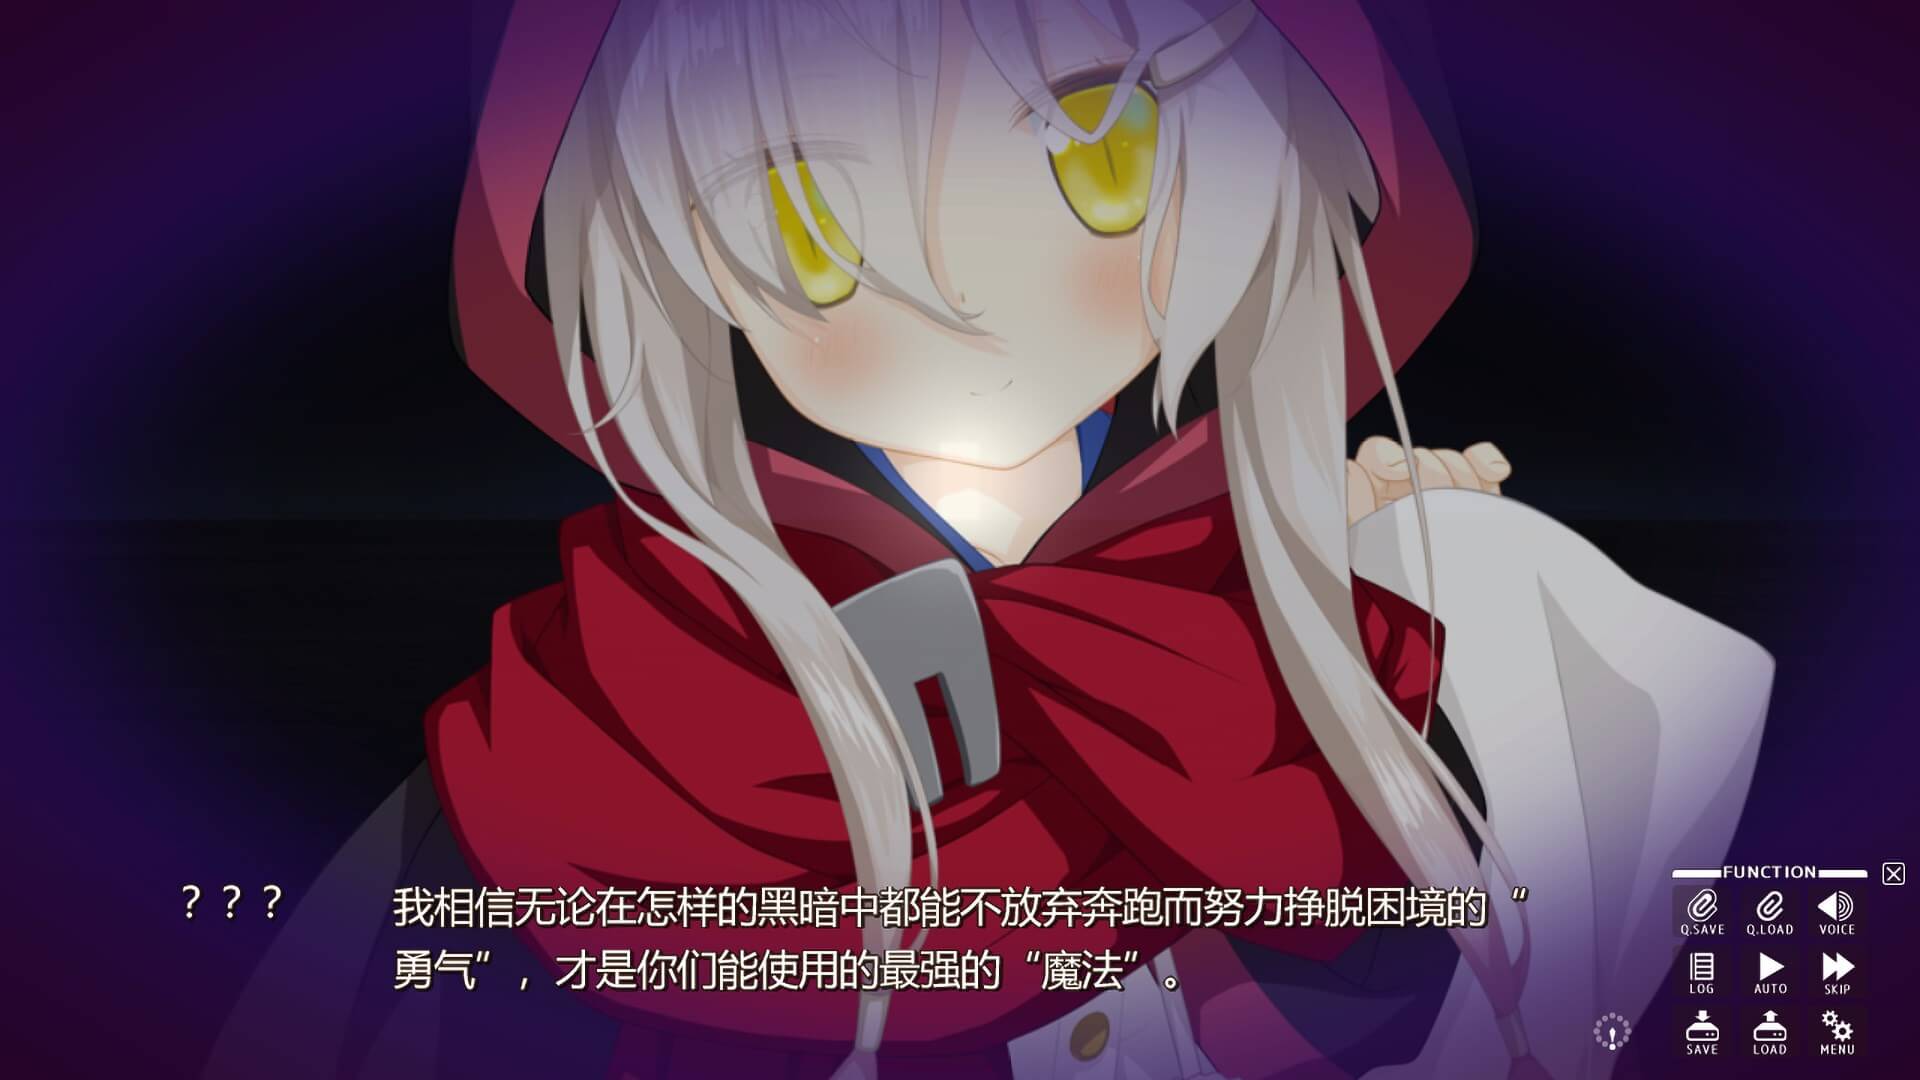 ？？？
我相信无论在怎样的黑暗中都能不放弃奔跑而努力挣脱困境的“
勇气”，才是你们能使用的最强的“魔法”。
FUNCTION
Q.SAVE Q.LOAD VOICE
LOG AUTO SKIP
SAVE LOAD MENU